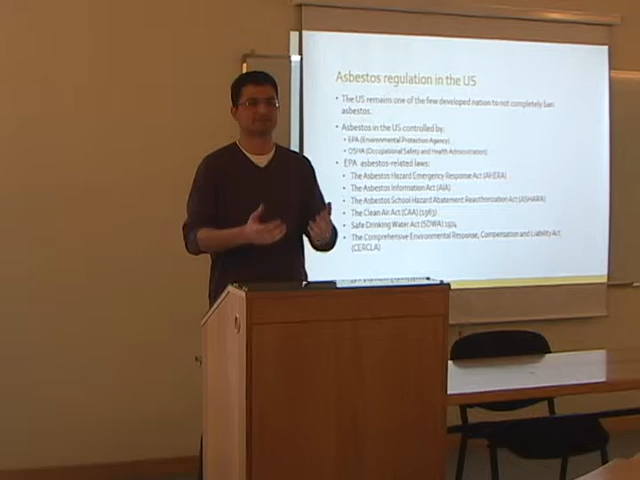 Asbestos regulation in the US
• The US remains one of the few developed nation to not completely ban
asbestos.
• Asbestos in the US controlled by:
• EPA (Environmental Protection Agency)
• OSHA (Occupational Safety and Health Administration)
• EPA asbestos-related laws:
• The Asbestos Hazard Emergency Response Act (AHERA)
• The Asbestos Information Act (AIA)
• The Asbestos School Hazard Abatement Reauthorization Act (ASHARA)
• The Clean Air Act (CAA) (1963)
• Safe Drinking Water Act (SDWA) 1974
• The Comprehensive Environmental Response, Compensation and Liability Act
(CERCLA)